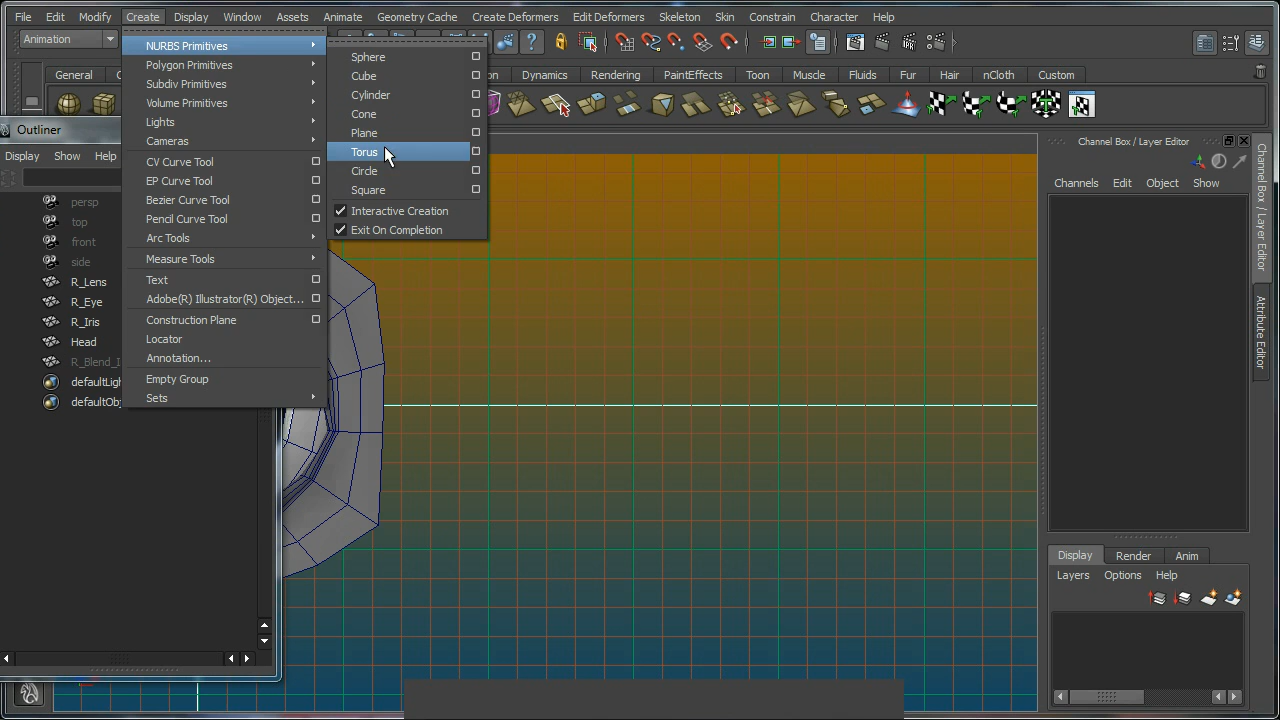 File Edit Modify Create Display Window Assets Animate Geometry Cache Create Deformers Edit Deformers Skeleton Skin Constrain Character Help
Animation
General
Dynamics Rendering PaintEffects Toon Muscle Fluids Fur Hair nCloth Custom
NURBS Primitives
Polygon Primitives
Subdiv Primitives
Volume Primitives
Lights
Cameras
CV Curve Tool
EP Curve Tool
Bezier Curve Tool
Pencil Curve Tool
Arc Tools
Measure Tools
Text
Adobe(R) Illustrator(R) Object...
Construction Plane
Locator
Annotation...
Empty Group
Sets
Sphere
Cube
Cylinder
Cone
Plane
Torus
Circle
Square
Interactive Creation
Exit On Completion
Outliner
Display Show Help
persp
top
front
side
R_Lens
R_Eye
R_Iris
Head
R_Blend_I
defaultLigh
defaultObj
Channel Box / Layer Editor
Channels Edit Object Show
Channel Box / Layer Editor
Attribute Editor
Display Render Anim
Layers Options Help